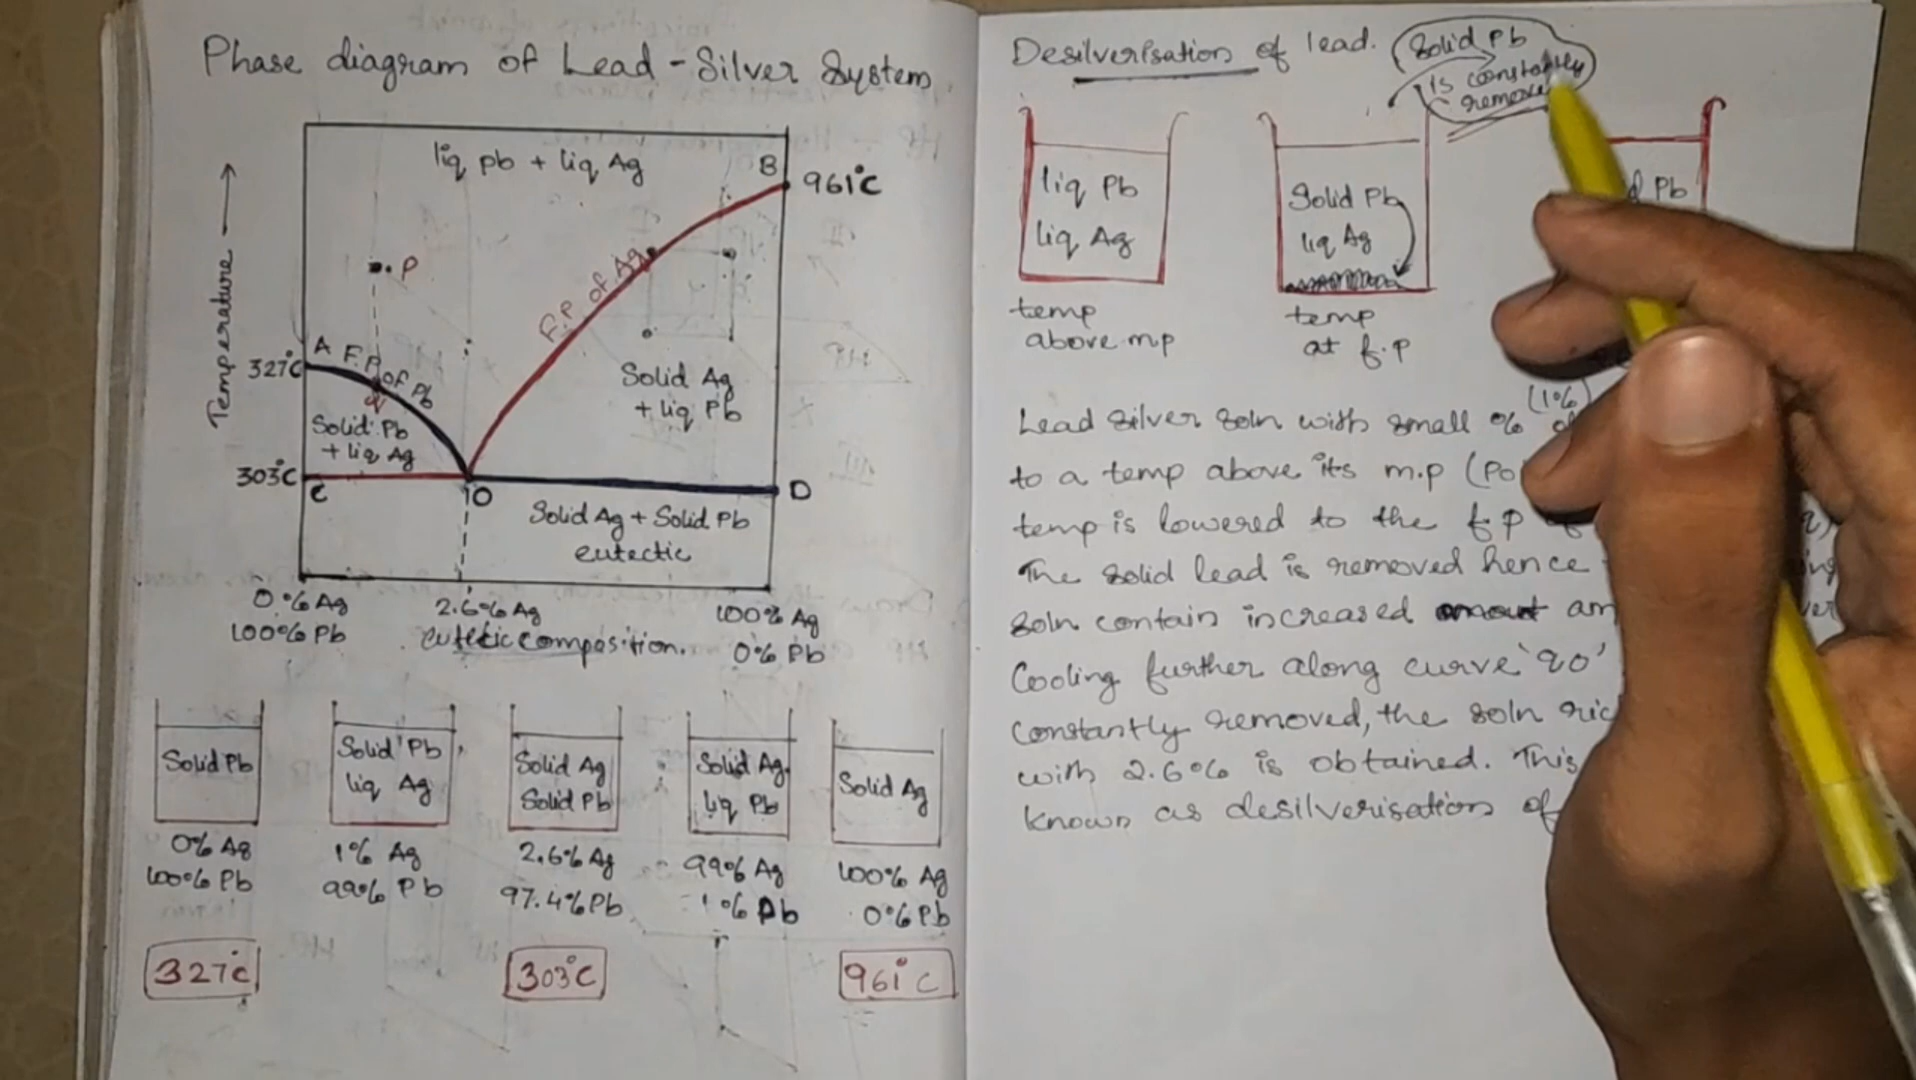 Phase diagram of Lead - Silver System
liq Pb + liq Ag
B
961°C
P
Temperature
F.P of Ag
A
F.P of Pb
327°C
q
Solid Pb
+ liq Ag
Solid Ag
+ liq Pb
303°C
C
O
D
Solid Ag + Solid Pb
eutectic
0% Ag
100% Pb
2.6% Ag
eutetic composition.
100% Ag
0% Pb
Solid Pb
0% Ag
100% Pb
327°C
Solid Pb
liq Ag
1% Ag
99% Pb
Solid Ag
Solid Pb
2.6% Ag
97.4% Pb
303°C
Solid Ag
liq Pb
99% Ag
1% Pb
Solid Ag
100% Ag
0% Pb
961°C
Desilverisation of lead.
Solid Pb
is constantly
remove
liq Pb
liq Ag
temp
above mp
Solid Pb
liq Ag
temp
at f.p
Pb
(1%)
Lead silver soln with small %
to a temp above its m.p
temp is lowered to the f p
The solid lead is removed hence
soln contain increased
Cooling further along curve 'qo'
constantly removed, the soln
with 2.6% is obtained. This
known as desilverisation of